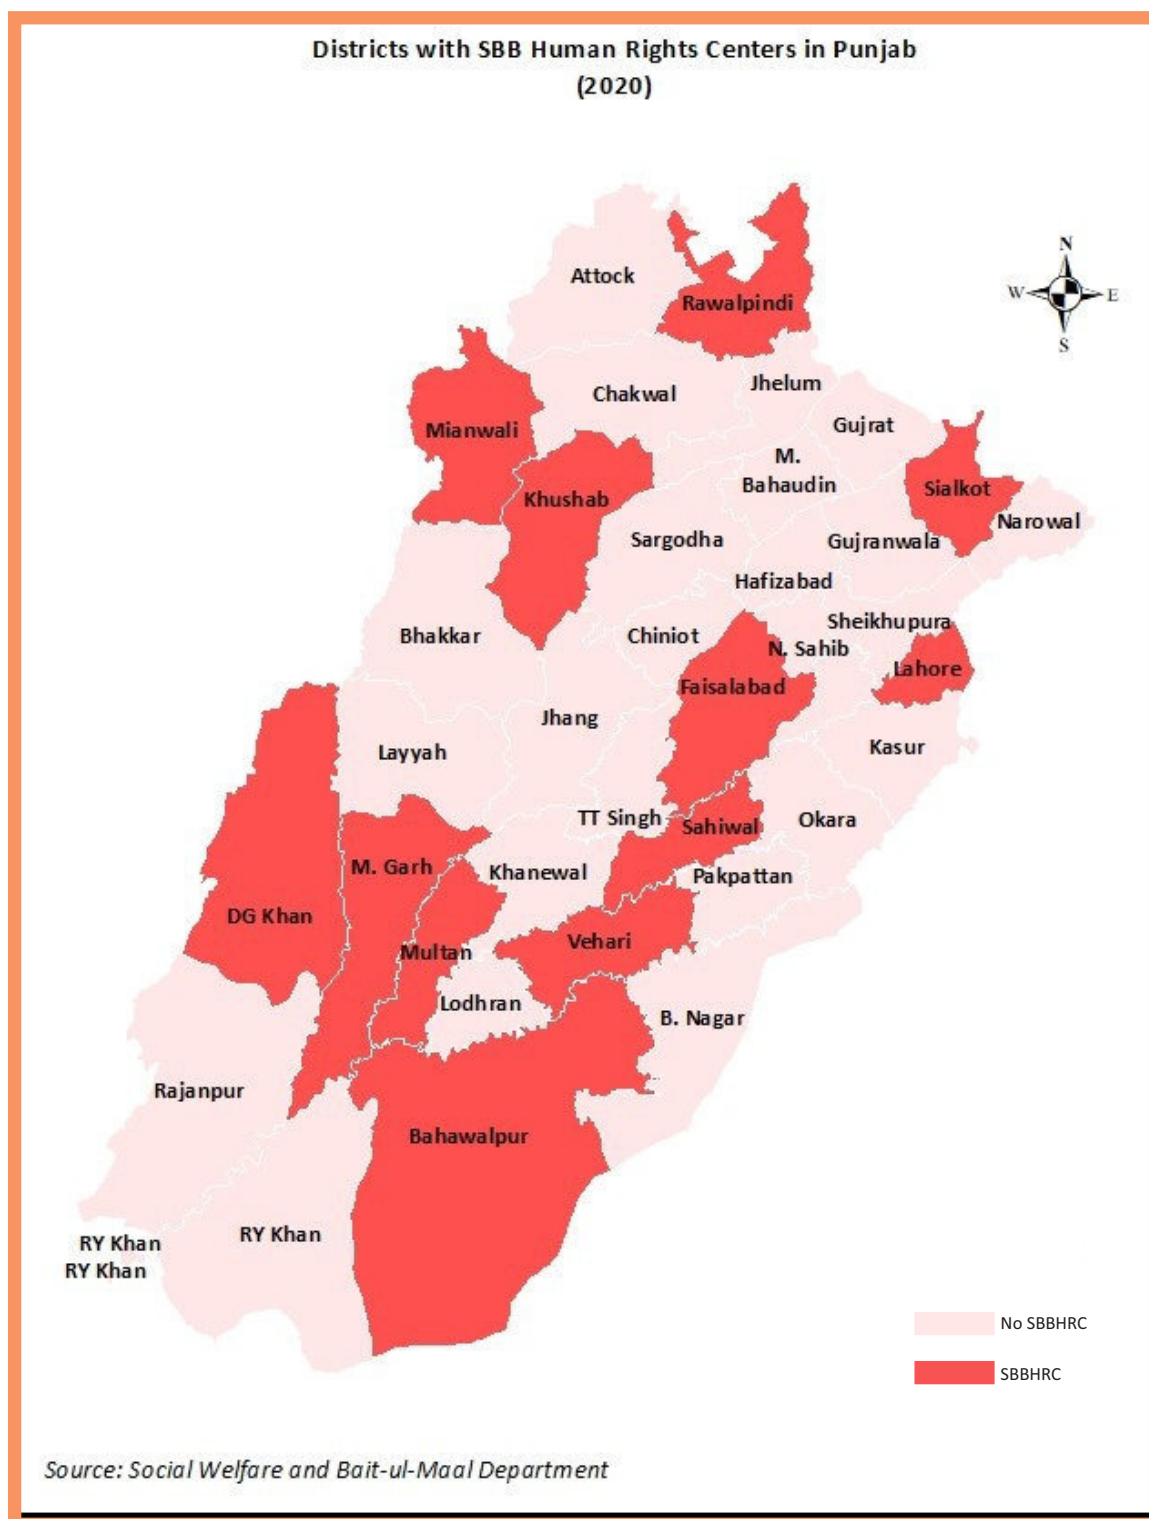 Districts with SBB Human Rights Centers in Punjab
(2020)
N
W
E
S
Attock
Rawalpindi
Chakwal
Jhelum
Mianwali
Gujrat
M.
Bahaudin
Khushab
Sialkot
Narowal
Sargodha
Gujranwala
Hafizabad
Bhakkar
Chiniot
Sheikhupura
N. Sahib
Lahore
Faisalabad
Jhang
Layyah
Kasur
TT Singh
Sahiwal
Okara
M. Garh
Khanewal
Pakpattan
DG Khan
Multan
Vehari
Lodhran
B. Nagar
Rajanpur
Bahawalpur
RY Khan
RY Khan
RY Khan
No SBBHRC
SBBHRC
Source: Social Welfare and Bait-ul-Maal Department